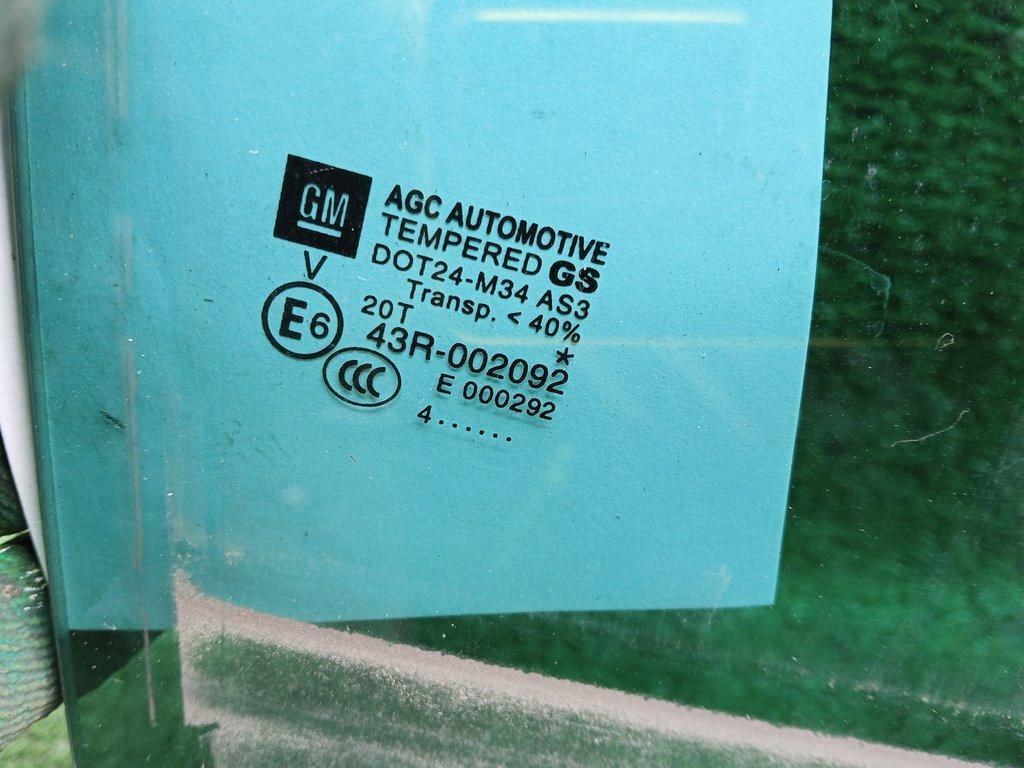 GM
AGC AUTOMOTIVE
TEMPERED GS
DOT24-M34 AS3
Transp. < 40%
V
20T *
E6
43R-002092
CCC
E 000292
4......